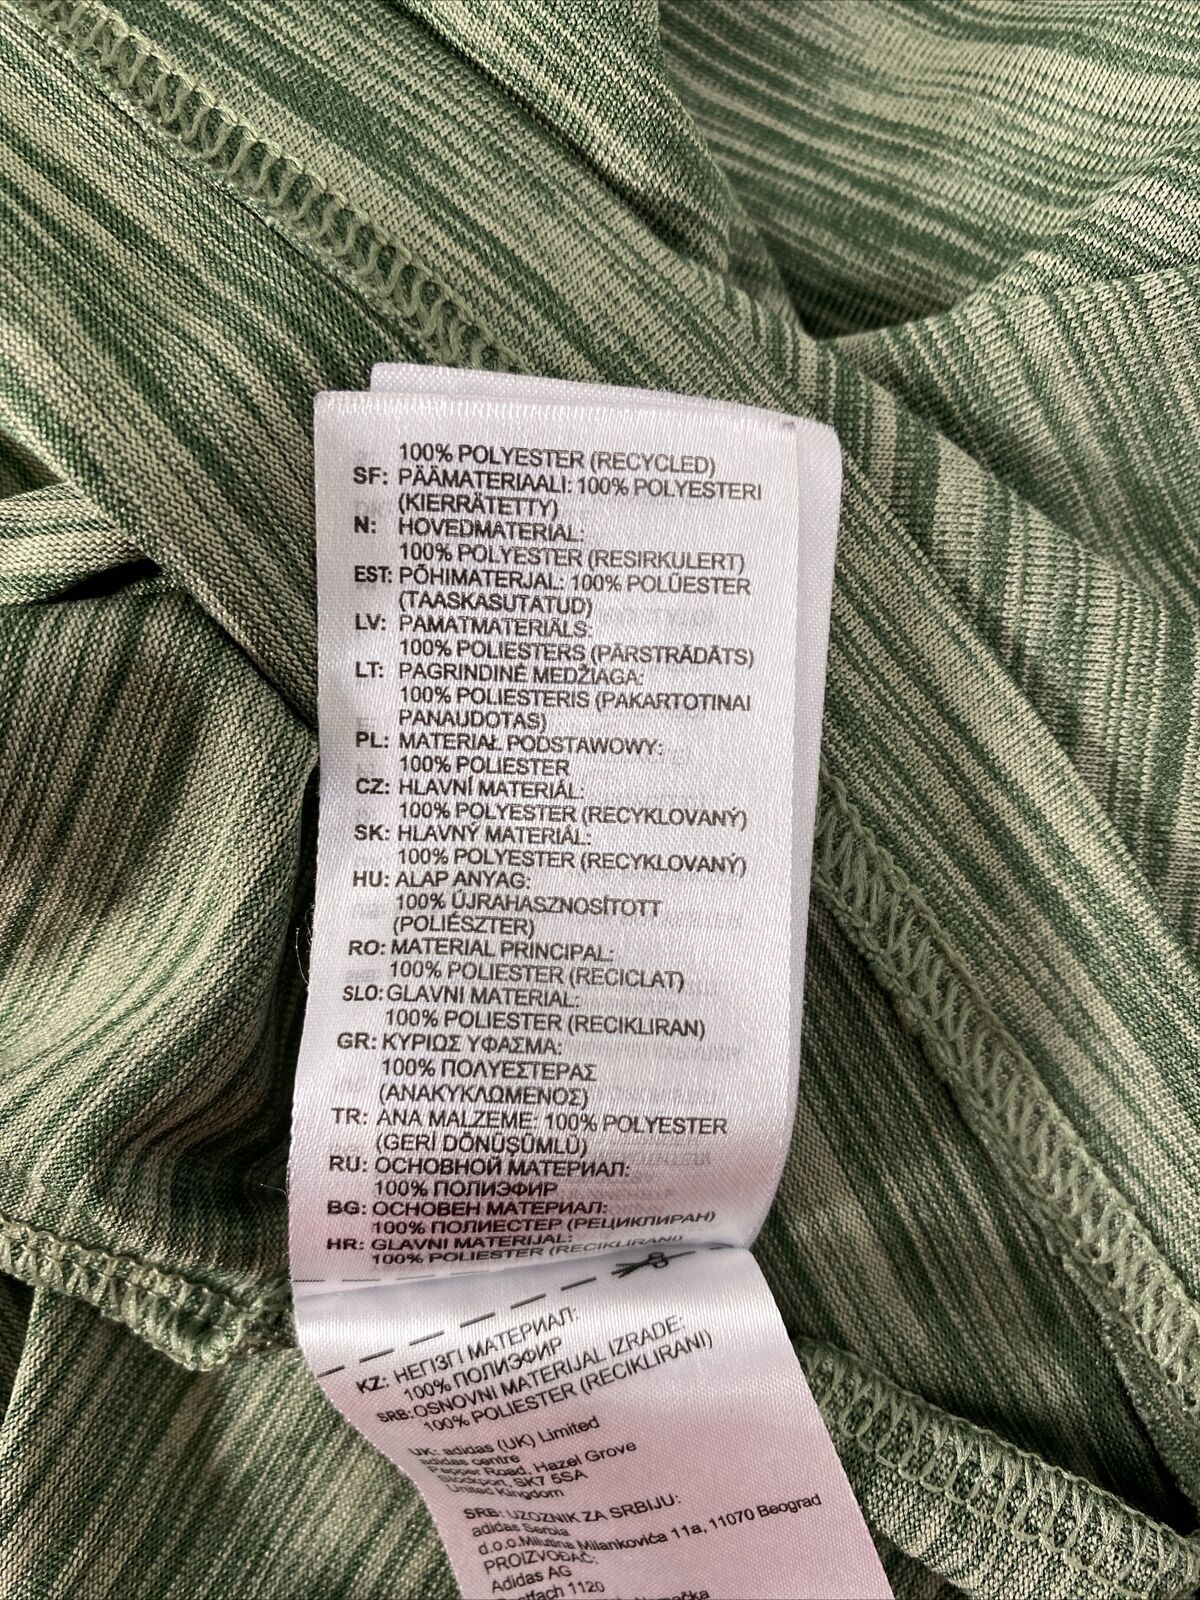 100% POLYESTER (RECYCLED)
SF: PÄÄMATERIAALI: 100% POLYESTERI
(KIERRÄTETTY)
N: HOVEDMATERIAL:
100% POLYESTER (RESIRKULERT)
EST: PÕHIMATERJAL: 100% POLÜESTER
(TAASKASUTATUD)
LV: PAMATMATERIĀLS:
100% POLIESTERS (PĀRSTRĀDĀTS)
LT: PAGRINDINĖ MEDŽIAGA:
100% POLIESTERIS (PAKARTOTINAI
PANAUDOTAS)
PL: MATERIAŁ PODSTAWOWY:
100% POLIESTER
CZ: HLAVNÍ MATERIÁL:
100% POLYESTER (RECYKLOVANÝ)
SK: HLAVNÝ MATERIÁL:
100% POLYESTER (RECYKLOVANÝ)
HU: ALAP ANYAG:
100% ÚJRAHASZNOSÍTOTT
(POLIÉSZTER)
RO: MATERIAL PRINCIPAL:
100% POLIESTER (RECICLAT)
SLO: GLAVNI MATERIAL:
100% POLIESTER (RECIKLIRAN)
GR: ΚΥΡΙΩΣ ΥΦΑΣΜΑ:
100% ΠΟΛΥΕΣΤΕΡΑΣ
(ΑΝΑΚΥΚΛΩΜΕΝΟΣ)
TR: ANA MALZEME: 100% POLYESTER
(GERİ DÖNÜŞÜMLÜ)
RU: ОСНОВНОЙ МАТЕРИАЛ:
100% ПОЛИЭФИР
BG: ОСНОВЕН МАТЕРИАЛ:
100% ПОЛИЕСТЕР (РЕЦИКЛИРАН)
HR: GLAVNI MATERIJAL:
100% POLIESTER (RECIKLIRANI)
KZ: НЕГІЗГІ МАТЕРИАЛ:
100% ПОЛИЭФИР
SRB: OSNOVNI MATERIJAL IZRADE:
100% POLIESTER (RECIKLIRANI)
UK: adidas (UK) Limited
adidas centre
Pepper Road, Hazel Grove
Stockport, SK7 5SA
United Kingdom
SRB: UZOZNIK ZA SRBIJU:
adidas Serbia
d.o.o.Milutina Milankovića 11a, 11070 Beograd
PROIZVOĐAČ:
Adidas AG
Postfach 1120